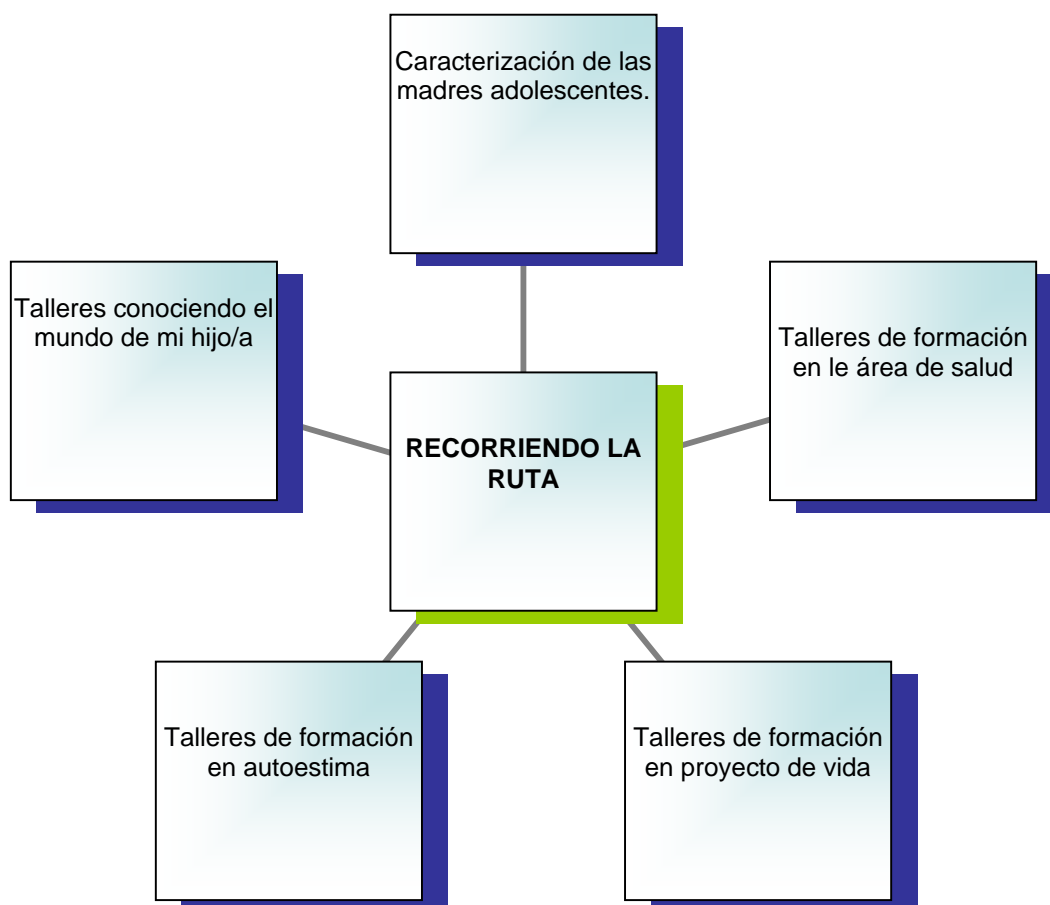 Caracterización de las
madres adolescentes.
Talleres conociendo el
mundo de mi hijo/a
Talleres de formación
en le área de salud
RECORRIENDO LA
RUTA
Talleres de formación
en autoestima
Talleres de formación
en proyecto de vida